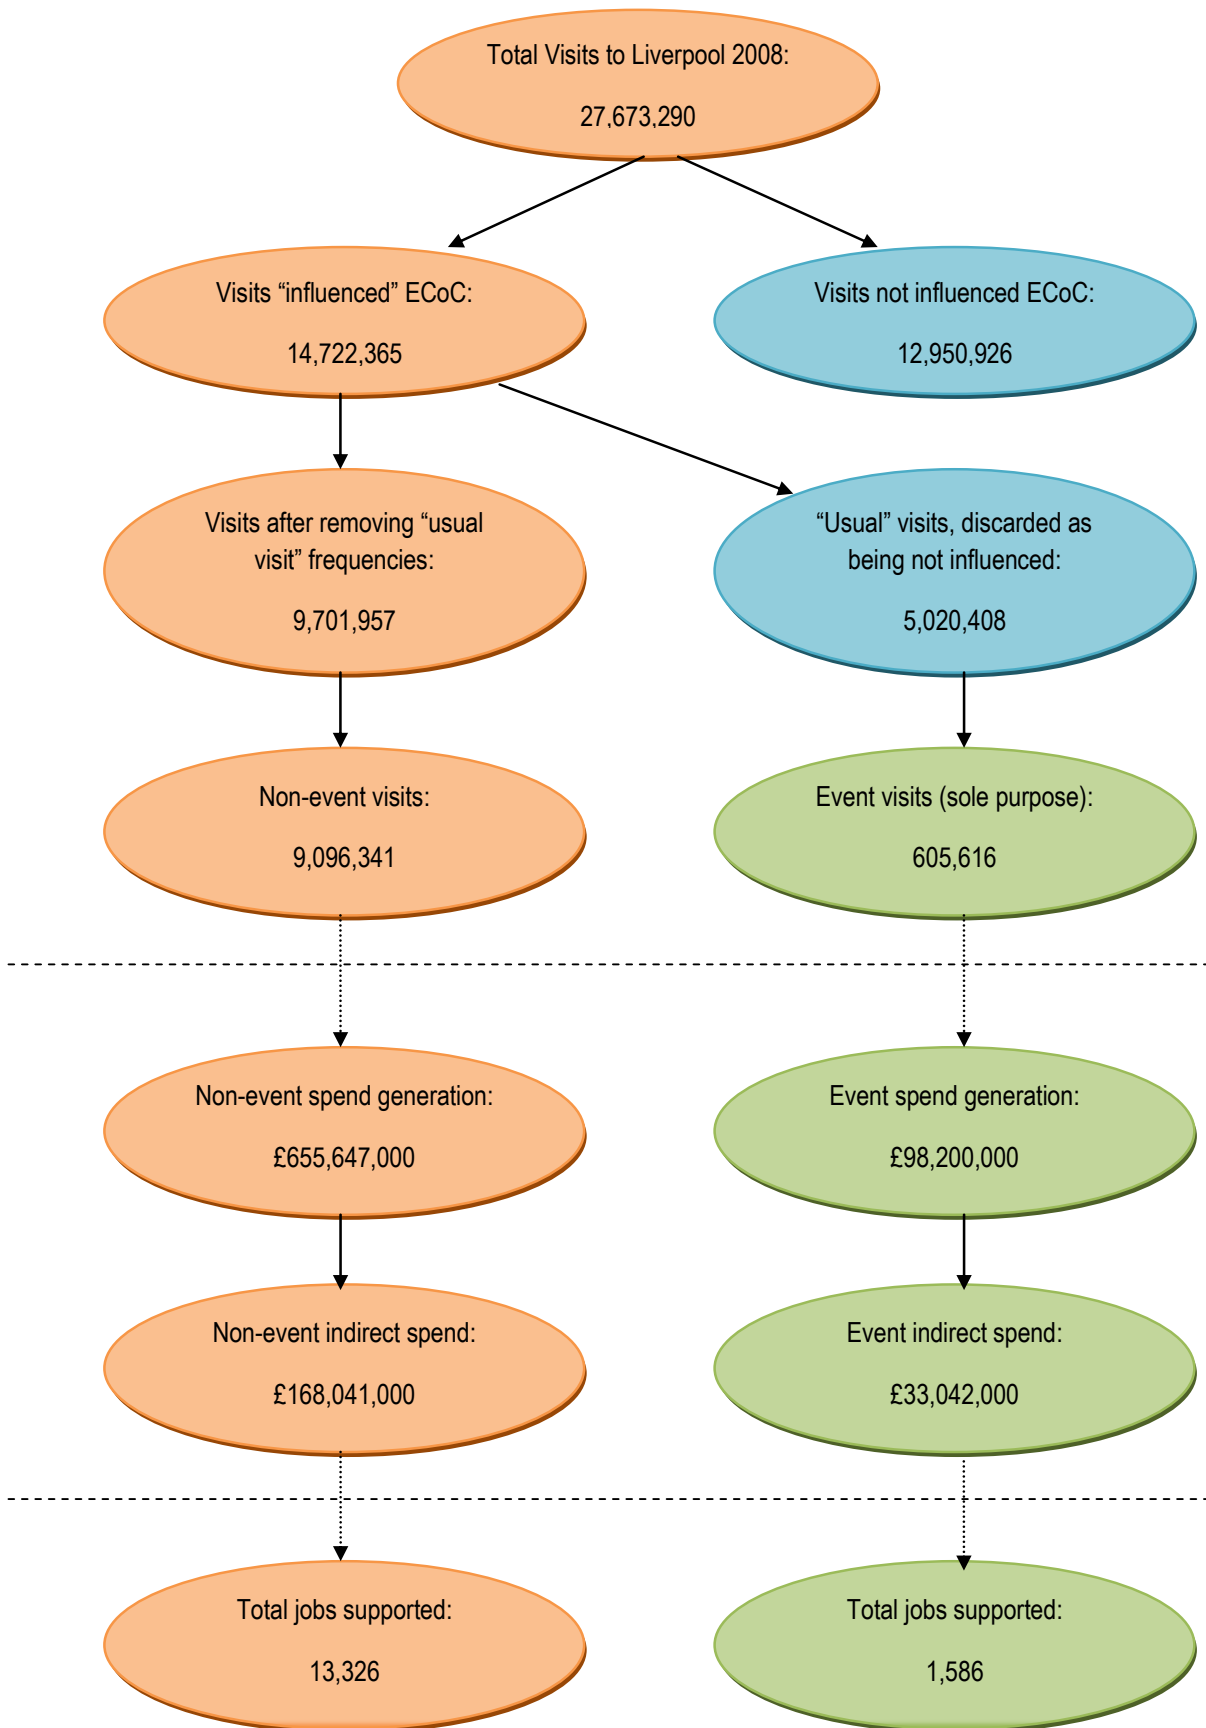 Total Visits to Liverpool 2008:
27,673,290
Visits “influenced” ECoC:
14,722,365
Visits not influenced ECoC:
12,950,926
Visits after removing “usual
visit” frequencies:
9,701,957
“Usual” visits, discarded as
being not influenced:
5,020,408
Non-event visits:
9,096,341
Event visits (sole purpose):
605,616
Non-event spend generation:
£655,647,000
Event spend generation:
£98,200,000
Non-event indirect spend:
£168,041,000
Event indirect spend:
£33,042,000
Total jobs supported:
13,326
Total jobs supported:
1,586